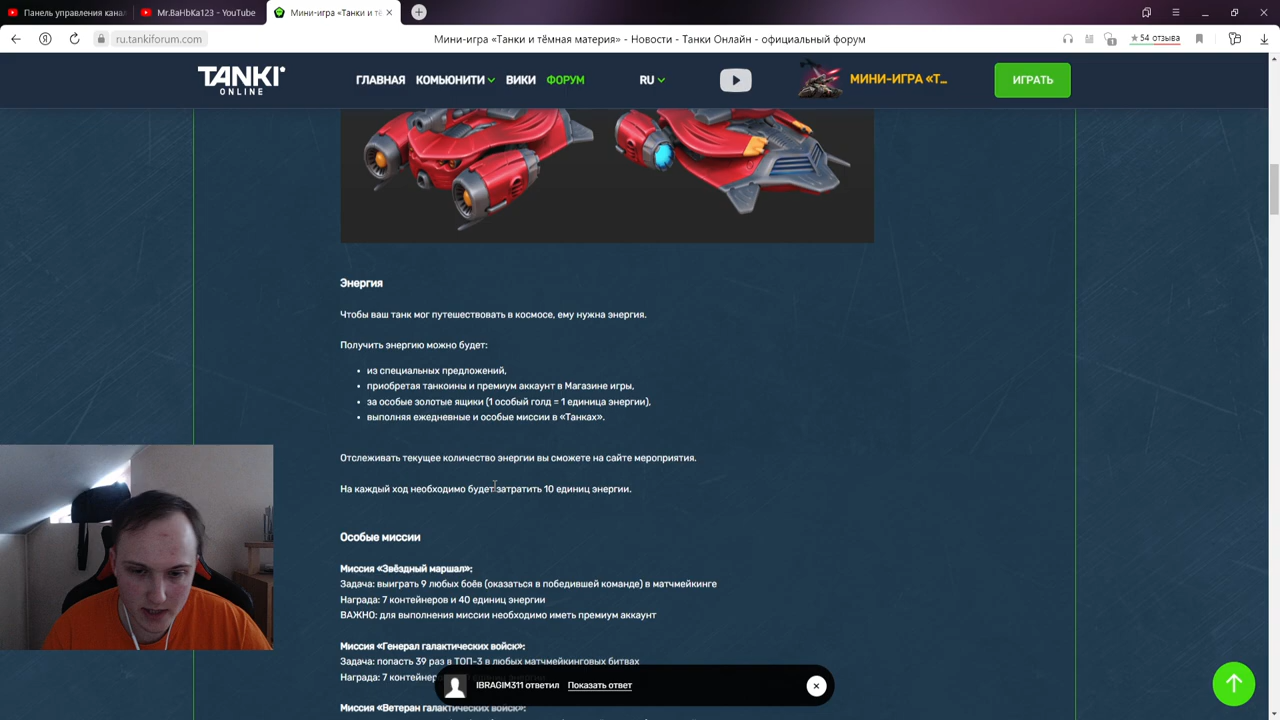 Панель управления канал
Mr.BaHbKa123 - YouTube
Мини-игра «Танки и тё
ru.tankiforum.com
Мини-игра «Танки и тёмная материя» - Новости - Танки Онлайн - официальный форум
54 отзыва
TANKI
ONLINE
ГЛАВНАЯ
КОМЬЮНИТИ
ВИКИ
ФОРУМ
RU
МИНИ-ИГРА «Т...
ИГРАТЬ
Энергия
Чтобы ваш танк мог путешествовать в космосе, ему нужна энергия.
Получить энергию можно будет:
• из специальных предложений,
• приобретая танкоины и премиум аккаунт в Магазине игры,
• за особые золотые ящики (1 особый голд = 1 единица энергии),
• выполняя ежедневные и особые миссии в «Танках».
Отслеживать текущее количество энергии вы сможете на сайте мероприятия.
На каждый ход необходимо будет затратить 10 единиц энергии.
Особые миссии
Миссия «Звёздный маршал»:
Задача: выиграть 9 любых боёв (оказаться в победившей команде) в матчмейкинге
Награда: 7 контейнеров и 40 единиц энергии
ВАЖНО: для выполнения миссии необходимо иметь премиум аккаунт
Миссия «Генерал галактических войск»:
Задача: попасть 39 раз в ТОП-3 в любых матчмейкинговых битвах
Награда: 7 контейнер
IBRAGIM311 ответил Показать ответ
Миссия «Ветеран галактических войск»: